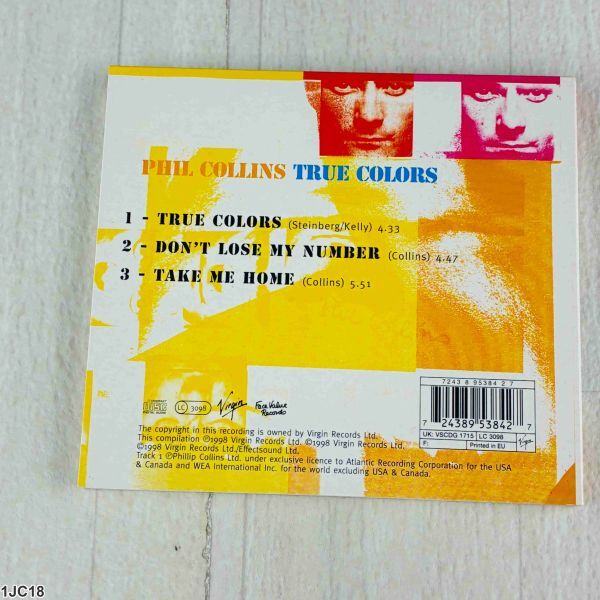 PHIL COLLINS TRUE COLORS
1 - TRUE COLORS (Steinberg/Kelly) 4.33
2 - DON'T LOSE MY NUMBER (Collins) 4.47
3 - TAKE ME HOME (Collins) 5.51
COMPACT
disc
DIGITAL AUDIO
LC 3098
Virgin
Face Value
Records
7243 8 95384 2 7
7 24389 53842 7
UK: VSCDG 1715 LC 3098
F: Printed in EU
Virgin
The copyright in this recording is owned by Virgin Records Ltd.
This compilation ℗1998 Virgin Records Ltd. ©1998 Virgin Records Ltd.
©1998 Virgin Records Ltd./Effectsound Ltd.
Track 1 ℗Phillip Collins Ltd. under exclusive licence to Atlantic Recording Corporation for the USA
& Canada and WEA International Inc. for the world excluding USA & Canada.
1JC18